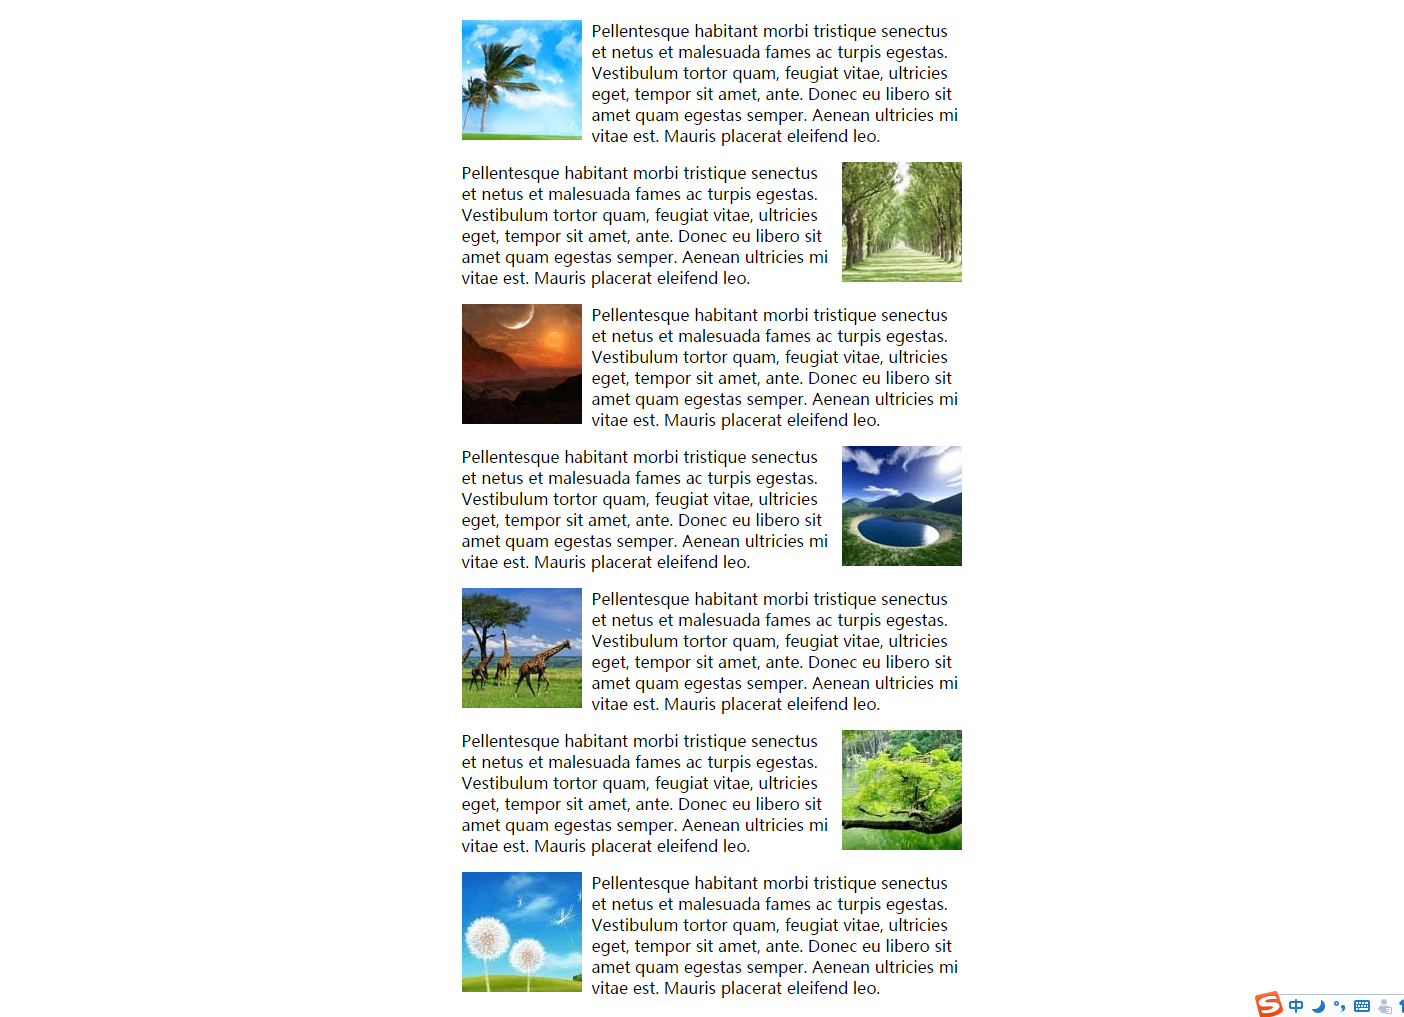 Pellentesque habitant morbi tristique senectus
et netus et malesuada fames ac turpis egestas.
Vestibulum tortor quam, feugiat vitae, ultricies
eget, tempor sit amet, ante. Donec eu libero sit
amet quam egestas semper. Aenean ultricies mi
vitae est. Mauris placerat eleifend leo.
Pellentesque habitant morbi tristique senectus
et netus et malesuada fames ac turpis egestas.
Vestibulum tortor quam, feugiat vitae, ultricies
eget, tempor sit amet, ante. Donec eu libero sit
amet quam egestas semper. Aenean ultricies mi
vitae est. Mauris placerat eleifend leo.
Pellentesque habitant morbi tristique senectus
et netus et malesuada fames ac turpis egestas.
Vestibulum tortor quam, feugiat vitae, ultricies
eget, tempor sit amet, ante. Donec eu libero sit
amet quam egestas semper. Aenean ultricies mi
vitae est. Mauris placerat eleifend leo.
Pellentesque habitant morbi tristique senectus
et netus et malesuada fames ac turpis egestas.
Vestibulum tortor quam, feugiat vitae, ultricies
eget, tempor sit amet, ante. Donec eu libero sit
amet quam egestas semper. Aenean ultricies mi
vitae est. Mauris placerat eleifend leo.
Pellentesque habitant morbi tristique senectus
et netus et malesuada fames ac turpis egestas.
Vestibulum tortor quam, feugiat vitae, ultricies
eget, tempor sit amet, ante. Donec eu libero sit
amet quam egestas semper. Aenean ultricies mi
vitae est. Mauris placerat eleifend leo.
Pellentesque habitant morbi tristique senectus
et netus et malesuada fames ac turpis egestas.
Vestibulum tortor quam, feugiat vitae, ultricies
eget, tempor sit amet, ante. Donec eu libero sit
amet quam egestas semper. Aenean ultricies mi
vitae est. Mauris placerat eleifend leo.
Pellentesque habitant morbi tristique senectus
et netus et malesuada fames ac turpis egestas.
Vestibulum tortor quam, feugiat vitae, ultricies
eget, tempor sit amet, ante. Donec eu libero sit
amet quam egestas semper. Aenean ultricies mi
vitae est. Mauris placerat eleifend leo.
S 中